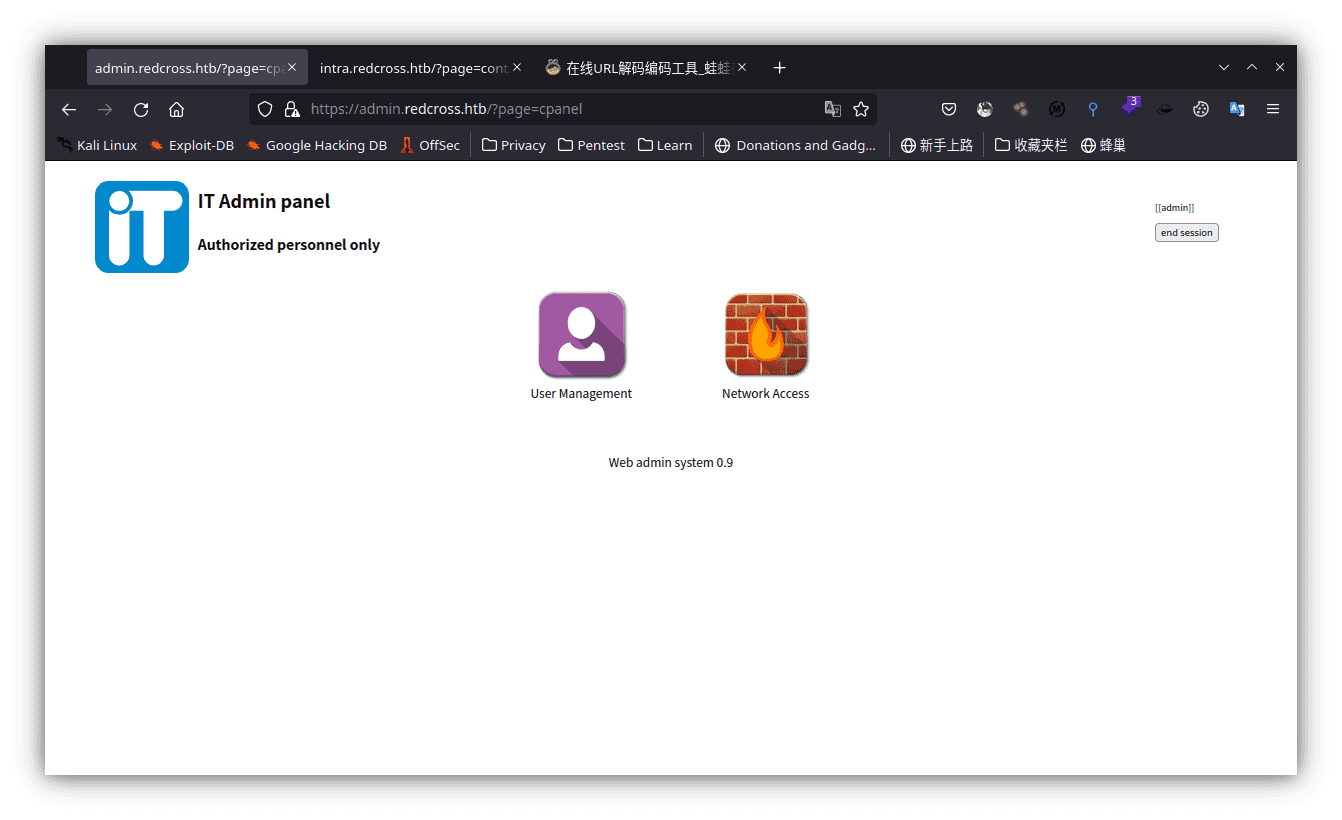 admin.redcross.htb/?page=cp
intra.redcross.htb/?page=cont
在线URL解码编码工具_蛙蛙
https://admin.redcross.htb/?page=cpanel
3
Kali Linux
Exploit-DB
Google Hacking DB
OffSec
Privacy
Pentest
Learn
Donations and Gadg...
新手上路
收藏夹栏
蜂巢
iT
IT Admin panel
Authorized personnel only
[[admin]]
end session
User Management
Network Access
Web admin system 0.9